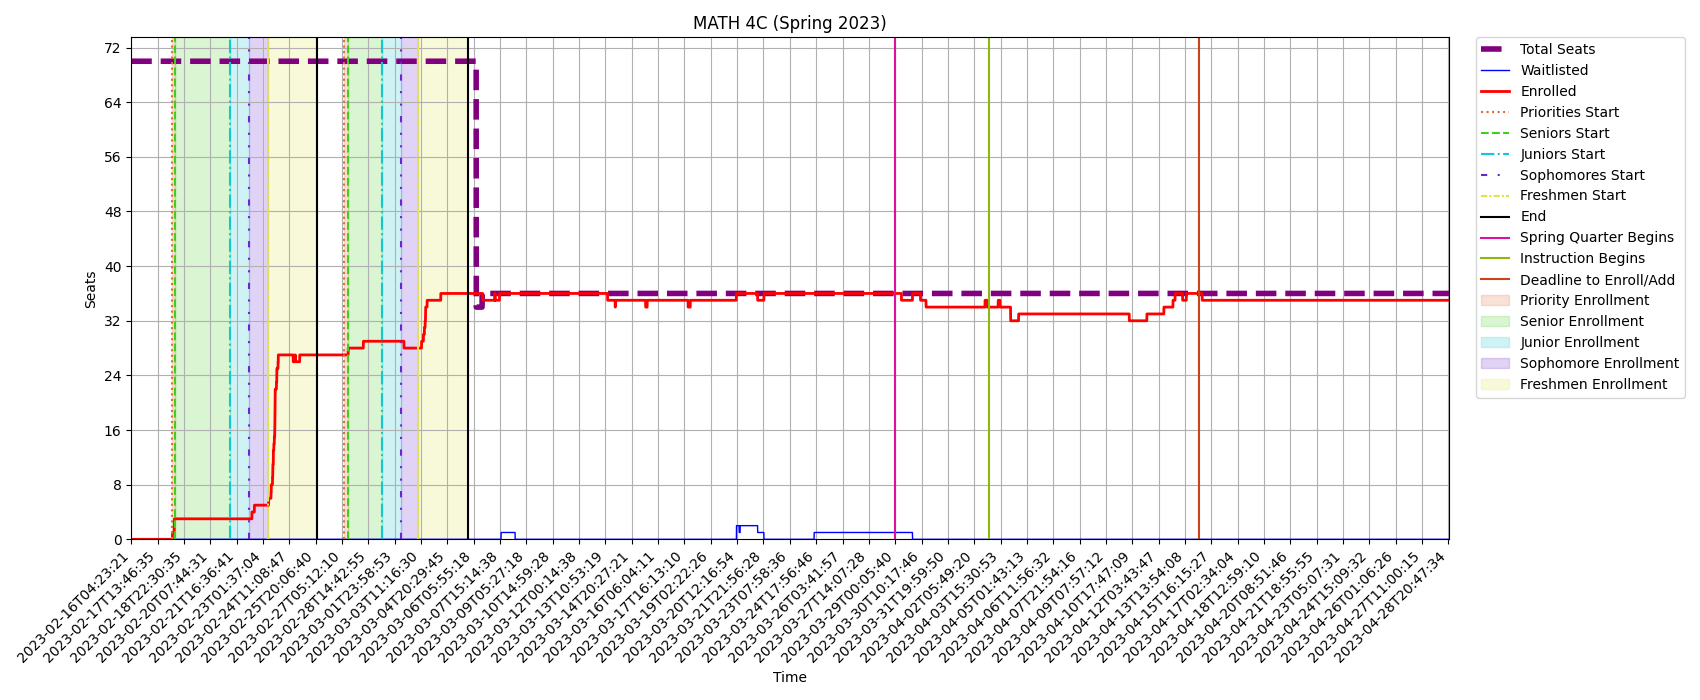 MATH 4C (Spring 2023)
72
64
56
48
40
32
24
16
8
0
Seats
2023-02-16T04:23:21
2023-02-17T13:46:35
2023-02-18T22:30:35
2023-02-20T07:44:31
2023-02-21T16:36:41
2023-02-23T01:37:04
2023-02-24T11:08:47
2023-02-25T20:06:40
2023-02-27T05:12:10
2023-02-28T14:42:55
2023-03-01T23:58:53
2023-03-03T11:16:30
2023-03-04T20:29:45
2023-03-06T05:55:18
2023-03-07T15:14:38
2023-03-09T05:27:18
2023-03-10T14:59:28
2023-03-12T00:14:38
2023-03-13T10:53:19
2023-03-14T20:27:21
2023-03-16T06:04:11
2023-03-17T16:13:10
2023-03-19T02:22:26
2023-03-20T12:16:54
2023-03-21T21:56:28
2023-03-23T07:58:36
2023-03-24T17:56:46
2023-03-26T03:41:57
2023-03-27T14:07:28
2023-03-29T00:05:40
2023-03-30T10:17:46
2023-03-31T19:59:50
2023-04-02T05:49:20
2023-04-03T15:30:53
2023-04-05T01:43:13
2023-04-06T11:56:32
2023-04-07T21:54:16
2023-04-09T07:57:12
2023-04-10T17:47:09
2023-04-12T03:43:47
2023-04-13T13:54:08
2023-04-15T16:15:27
2023-04-17T02:34:04
2023-04-18T12:59:10
2023-04-20T08:51:46
2023-04-21T18:55:55
2023-04-23T05:07:31
2023-04-24T15:09:32
2023-04-26T01:06:26
2023-04-27T11:00:15
2023-04-28T20:47:34
Time
Total Seats
Waitlisted
Enrolled
Priorities Start
Seniors Start
Juniors Start
Sophomores Start
Freshmen Start
End
Spring Quarter Begins
Instruction Begins
Deadline to Enroll/Add
Priority Enrollment
Senior Enrollment
Junior Enrollment
Sophomore Enrollment
Freshmen Enrollment